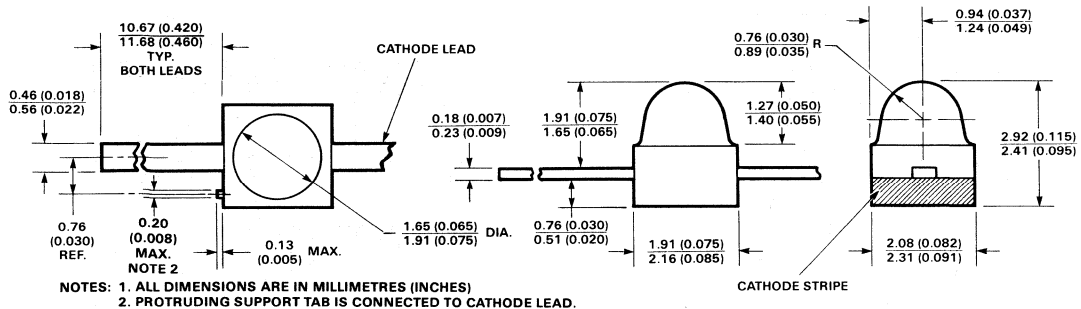 10.67 (0.420)
11.68 (0.460)
TYP.
BOTH LEADS
CATHODE LEAD
0.46 (0.018)
0.56 (0.022)
0.76
(0.030)
REF.
0.20
(0.008)
MAX.
NOTE 2
0.13
(0.005) MAX.
1.65 (0.065)
1.91 (0.075) DIA.
0.18 (0.007)
0.23 (0.009)
1.91 (0.075)
1.65 (0.065)
1.27 (0.050)
1.40 (0.055)
0.76 (0.030)
0.51 (0.020)
1.91 (0.075)
2.16 (0.085)
0.76 (0.030)
0.89 (0.035) R
0.94 (0.037)
1.24 (0.049)
2.92 (0.115)
2.41 (0.095)
2.08 (0.082)
2.31 (0.091)
CATHODE STRIPE
NOTES: 1. ALL DIMENSIONS ARE IN MILLIMETRES (INCHES)
2. PROTRUDING SUPPORT TAB IS CONNECTED TO CATHODE LEAD.